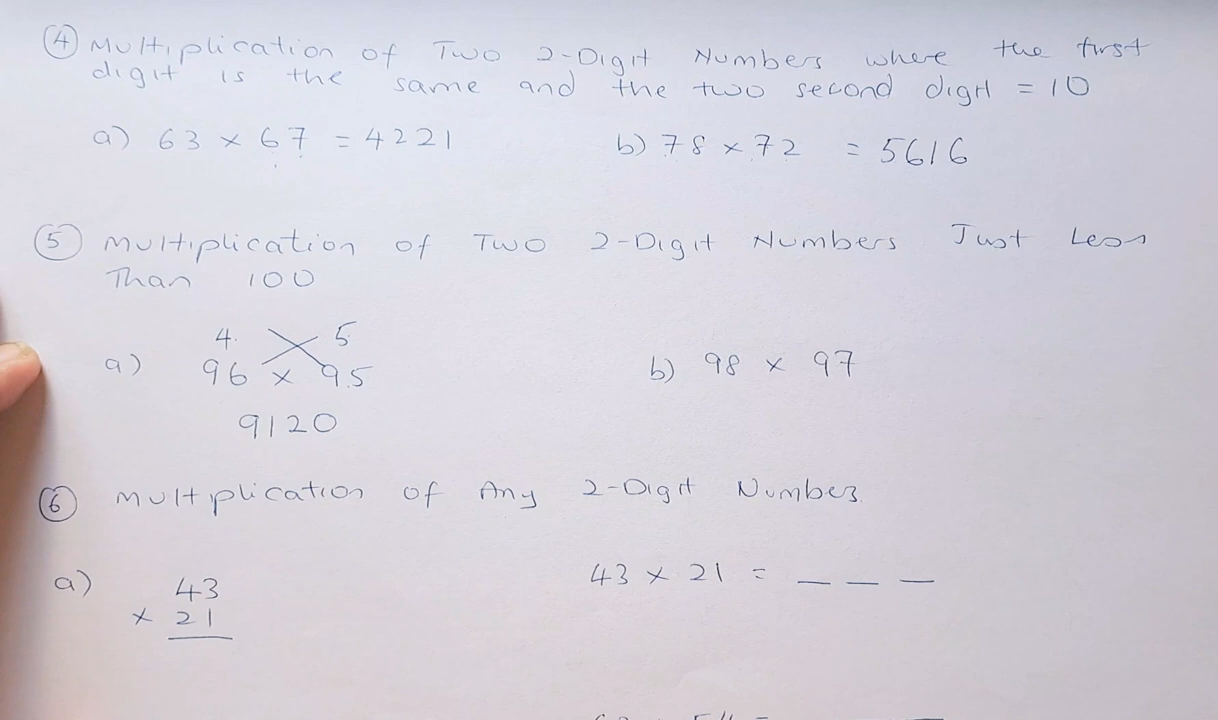 4 Multiplication of Two 2-Digit Numbers where the first
digit is the same and the two second digit = 10
a) 63 × 67 = 4221 b) 78 × 72 = 5616
5 Multiplication of Two 2-Digit Numbers Just Less
Than 100
4 5
a) 96 × 95 b) 98 × 97
9120
6 Multiplication of Any 2-Digit Number
a) 43 43 × 21 = _ _ _
× 21